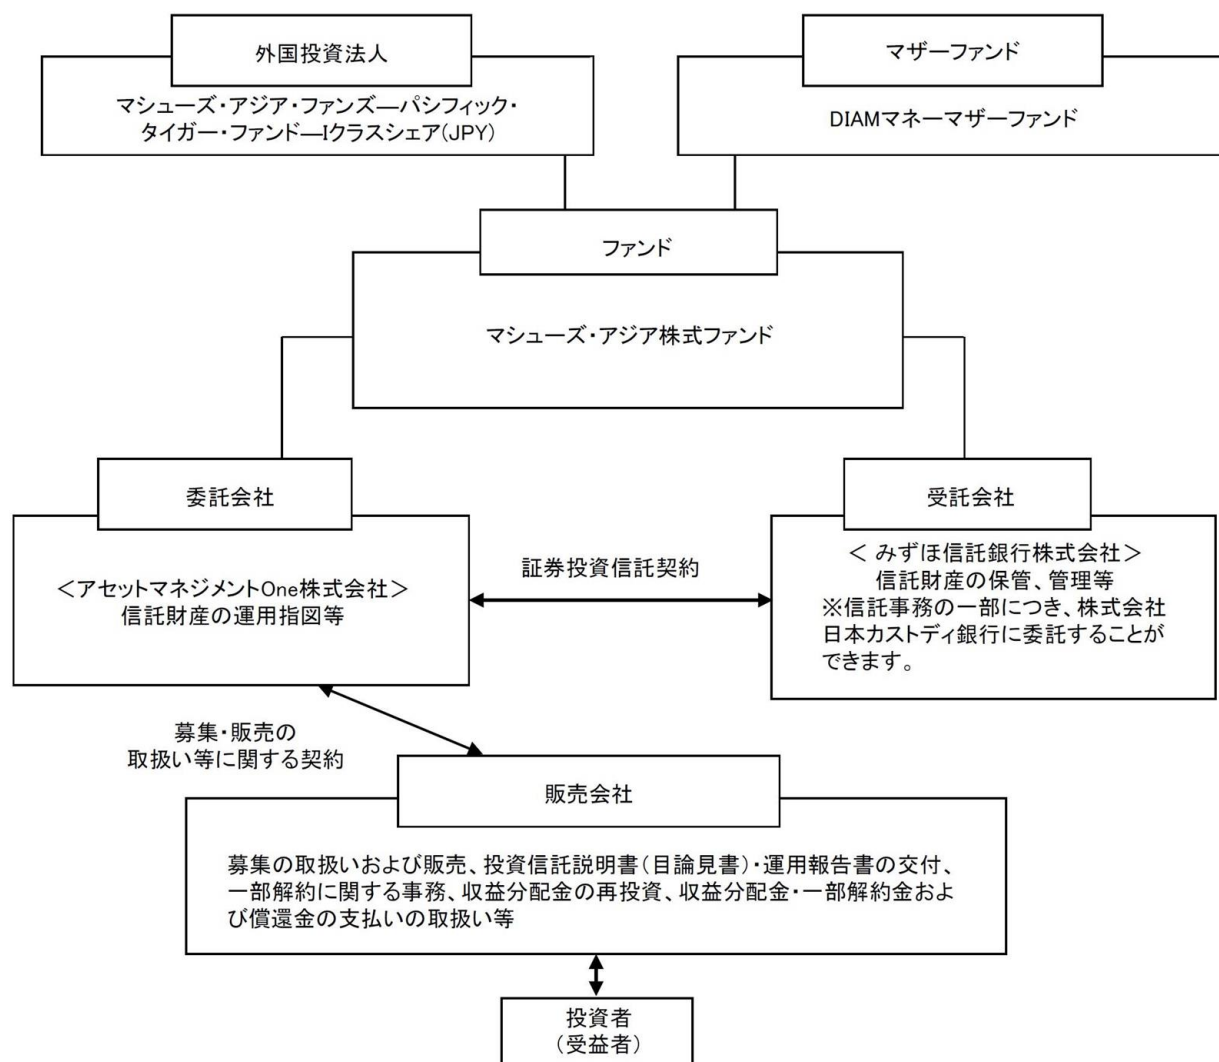 外国投資法人
マシューズ・アジア・ファンズ―パシフィック・
タイガー・ファンド―Iクラスシェア(JPY)
マザーファンド
DIAMマネーマザーファンド
ファンド
マシューズ・アジア株式ファンド
委託会社
＜アセットマネジメントOne株式会社＞
信託財産の運用指図等
証券投資信託契約
受託会社
＜ みずほ信託銀行株式会社＞
信託財産の保管、管理等
※信託事務の一部につき、株式会社
日本カストディ銀行に委託することが
できます。
募集・販売の
取扱い等に関する契約
販売会社
募集の取扱いおよび販売、投資信託説明書(目論見書)・運用報告書の交付、
一部解約に関する事務、収益分配金の再投資、収益分配金・一部解約金およ
び償還金の支払いの取扱い等
投資者
(受益者)